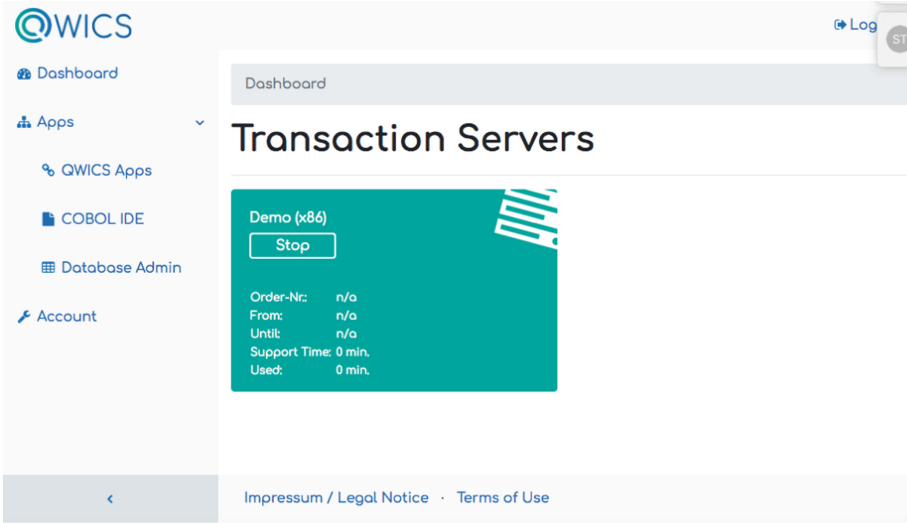 QWICS
Log
ST
Dashboard
Apps
QWICS Apps
COBOL IDE
Database Admin
Account
Dashboard
Transaction Servers
Demo (x86)
Stop
Order-Nr.: n/a
From: n/a
Until: n/a
Support Time: 0 min.
Used: 0 min.
Impressum / Legal Notice · Terms of Use